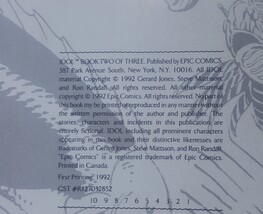 IDOL™ BOOK TWO OF THREE. Published by EPIC COMICS,
387 Park Avenue South, New York, N.Y. 10016. All IDOL
material Copyright © 1992 Gerard Jones, Steve Mattsson,
and Ron Randall. All rights reserved. All other material
copyright © 1992 Epic Comics. All rights reserved. No part of
this book my be printed or reproduced in any manner without
the written permission of the author and publisher. The
stories, characters and incidents in this publications are
entirely fictional. IDOL including all prominent characters
appearing in this book and their distinctive likenesses are
trademarks of Gerard Jones, Steve Mattsson, and Ron Randall.
"Epic Comics" is a registered trademark of Epic Comics.
Printed in Canada.
First Printing 1992
GST #R127032852
10 9 8 7 6 5 4 3 2 1